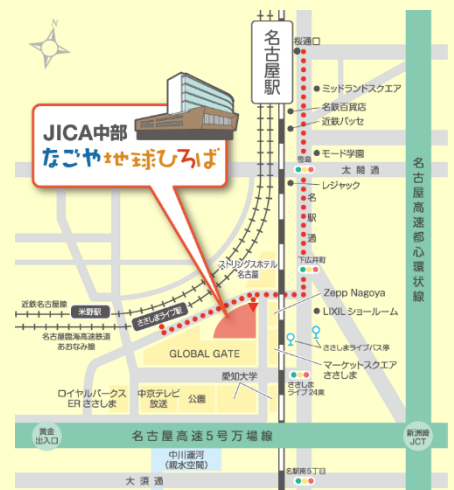 名古屋駅
桜通口
ミッドランドスクエア
名鉄百貨店
近鉄パッセ
JICA中部
なごや地球ひろば
モード学園
笹島
太閤通
レジャック
名駅通
名古屋高速都心環状線
下広井町
ストリングスホテル
名古屋
Zepp Nagoya
近鉄名古屋線
米野駅
ささしまライブ駅
LIXIL ショールーム
名古屋臨海高速鉄道
あおなみ線
ささしまライブバス停
GLOBAL GATE
マーケットスクエア
ささしま
愛知大学
ささしま
ライブ24東
ロイヤルパークス
ER ささしま
中京テレビ
放送
公園
黄金
出入口
名古屋高速5号万場線
新洲崎
JCT
中川運河
(親水空間)
名駅南5丁目
大須通